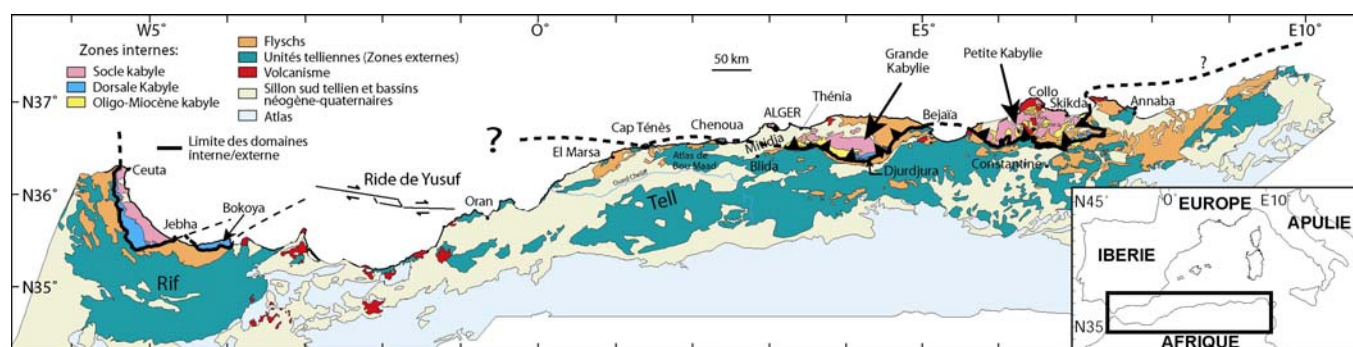 W5°
O°
E5°
E10°
Zones internes:
Socle kabyle
Dorsale Kabyle
Oligo-Miocène kabyle
Flyschs
Unités telliennes (Zones externes)
Volcanisme
Sillon sud tellien et bassins
néogène-quaternaires
Atlas
Limite des domaines
interne/externe
50 km
N37°
N36°
N35°
Grande
Kabylie
Petite Kabylie
?
Thénia
ALGER
Collo
Skikda
Annaba
Bejaïa
Chenoua
Cap Ténès
?
El Marsa
Mitidja
Atlas de
Bou Maad
Blida
Djurdjura
Constantine
Oued Cheliff
Ceuta
Ride de Yusuf
Bokoya
Jebha
Oran
Tell
Rif
N45°
0°
E10°
EUROPE
APULIE
IBERIE
N35
AFRIQUE